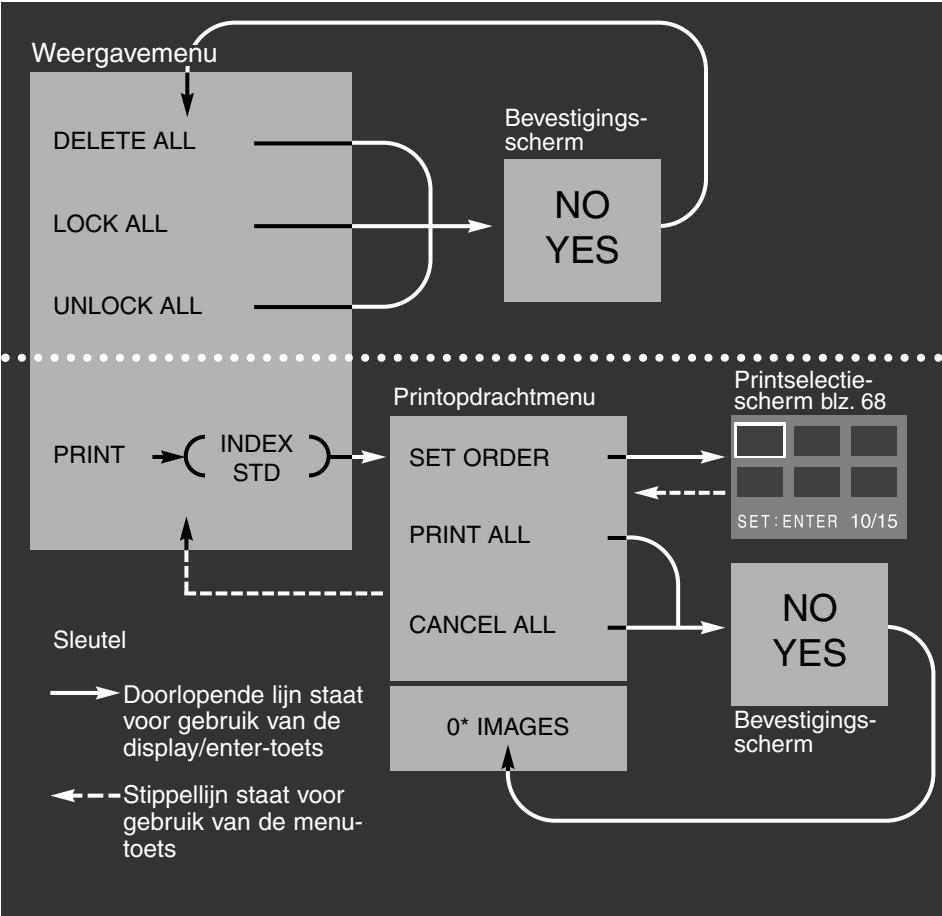 Weergavemenu
DELETE ALL
LOCK ALL
UNLOCK ALL
Bevestigings-
scherm
NO
YES
PRINT
INDEX
STD
Printopdrachtmenu
SET ORDER
PRINT ALL
CANCEL ALL
0* IMAGES
Printselectie-
scherm blz. 68
SET:ENTER 10/15
NO
YES
Bevestigings-
scherm
Sleutel
Doorlopende lijn staat
voor gebruik van de
display/enter-toets
Stippellijn staat voor
gebruik van de menu-
toets